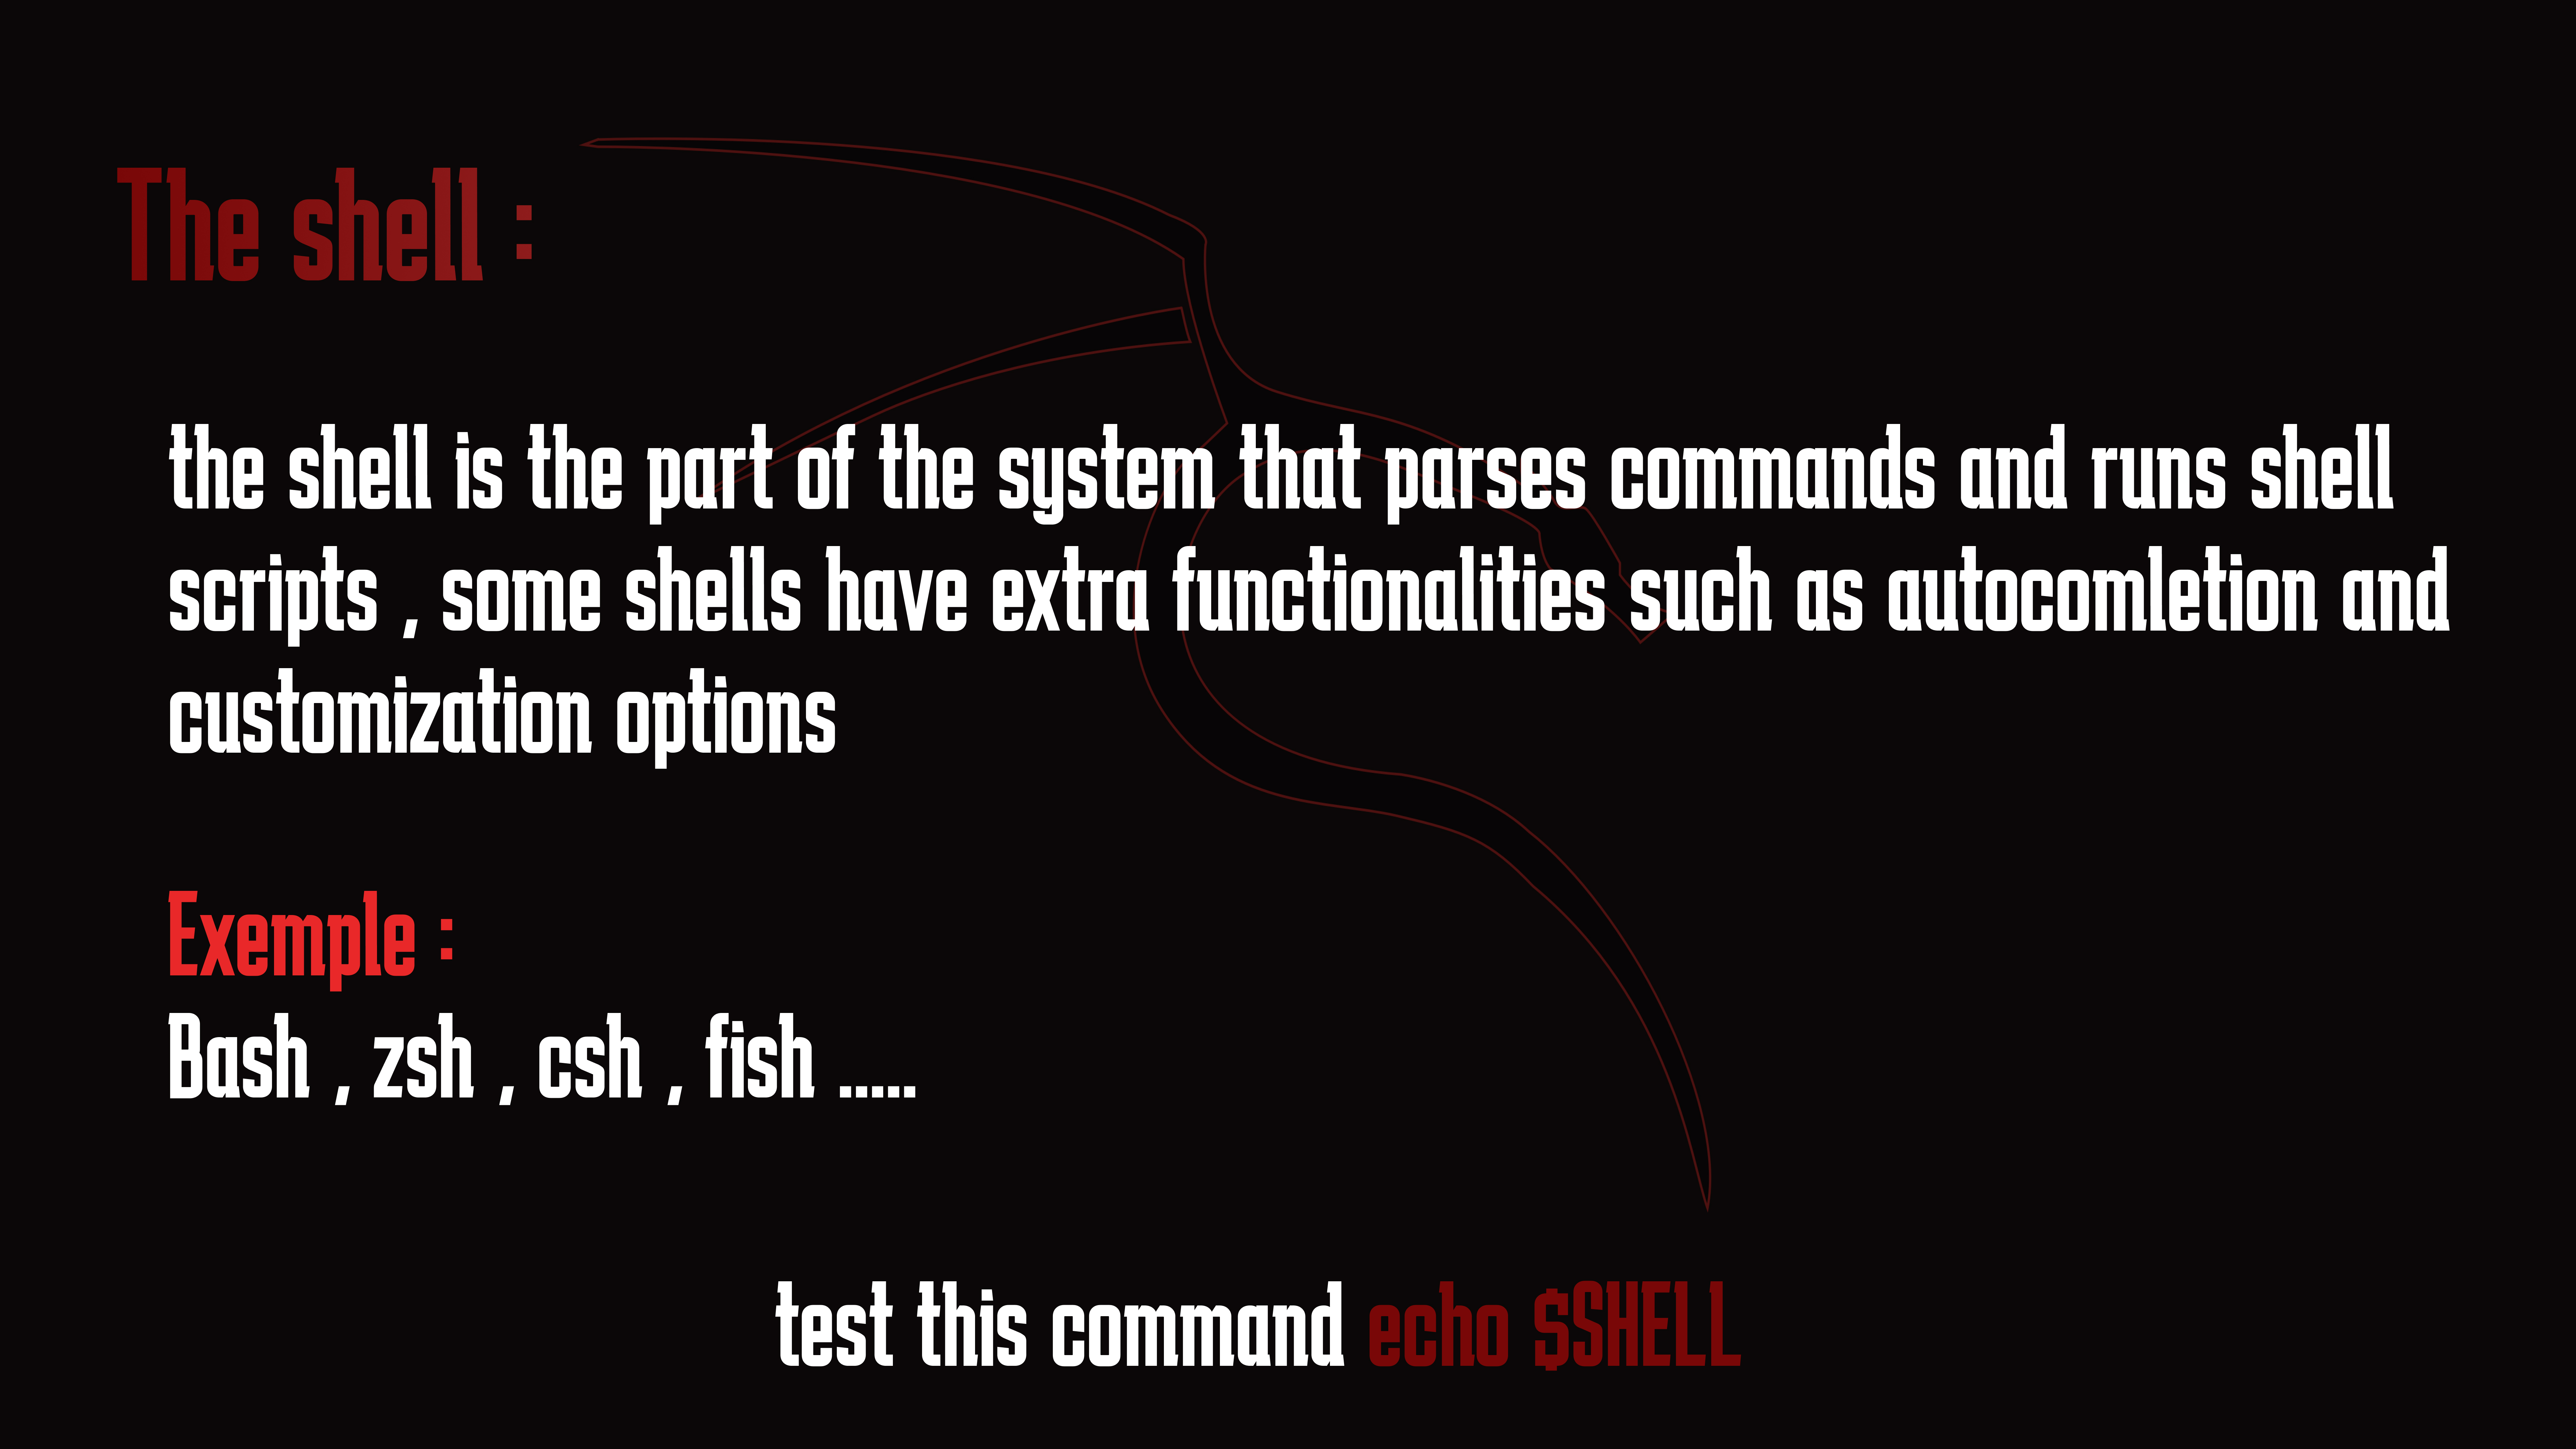 The shell :
the shell is the part of the system that parses commands and runs shell
scripts , some shells have extra functionalities such as autocomletion and
customization options
Exemple :
Bash , zsh , csh , fish .....
test this command echo $SHELL